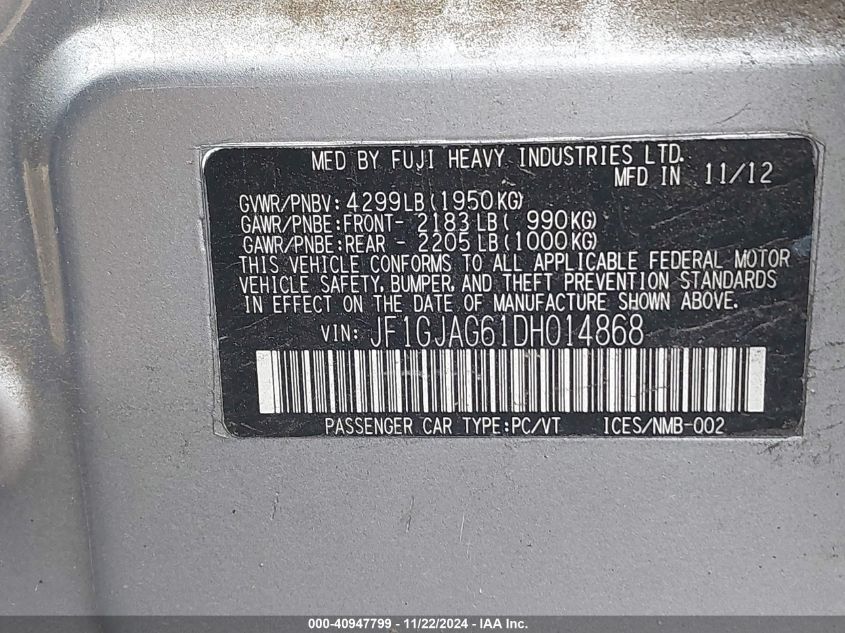 MED BY FUJI HEAVY INDUSTRIES LTD.
MFD IN 11/12
GVWR/PNBV: 4299LB (1950KG)
GAWR/PNBE:FRONT- 2183 LB( 990KG)
GAWR/PNBE:REAR - 2205 LB(1000KG)
THIS VEHICLE CONFORMS TO ALL APPLICABLE FEDERAL MOTOR
VEHICLE SAFETY, BUMPER, AND THEFT PREVENTION STANDARDS
IN EFFECT ON THE DATE OF MANUFACTURE SHOWN ABOVE.
VIN: JF1GJAG61DH014868
PASSENGER CAR TYPE:PC/VT ICES/NMB-002
000-40947799 - 11/22/2024 - IAA Inc.